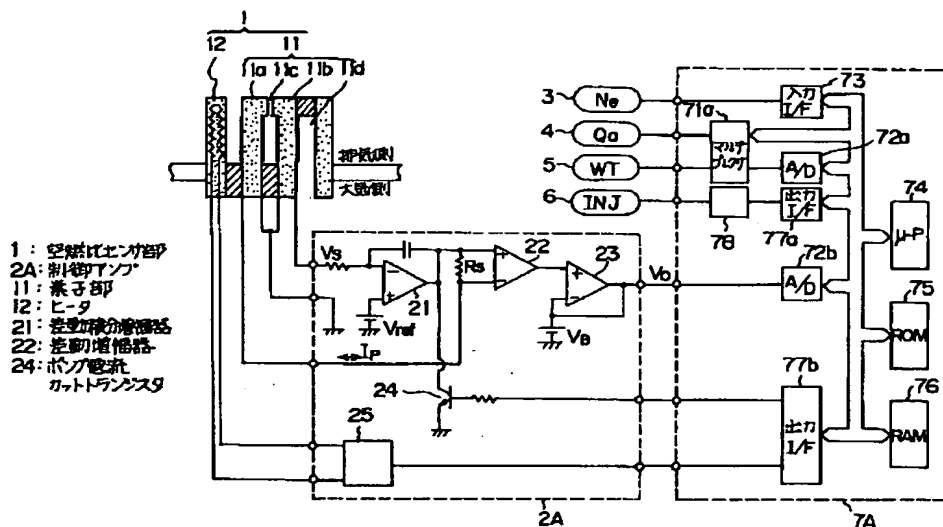 1
12
11
11a 11c 11b 11d
排気側
大気側
1: 空燃比センサ部
2A: 制御アンプ
11: 素子部
12: ヒータ
21: 差動積分増幅器
22: 差動増幅器
24: ポンプ電流
カットトランジスタ
Vs
21
Vref
Rs
22
23
VB
Vo
IP
24
25
2A
3 Ne
4 Qa
5 WT
6 INJ
73
入力
I/F
71a
マルチ
プレクサ
72a
A/D
78
出力
I/F
77a
72b
A/D
77b
出力
I/F
74
μ-P
75
ROM
76
RAM
7A